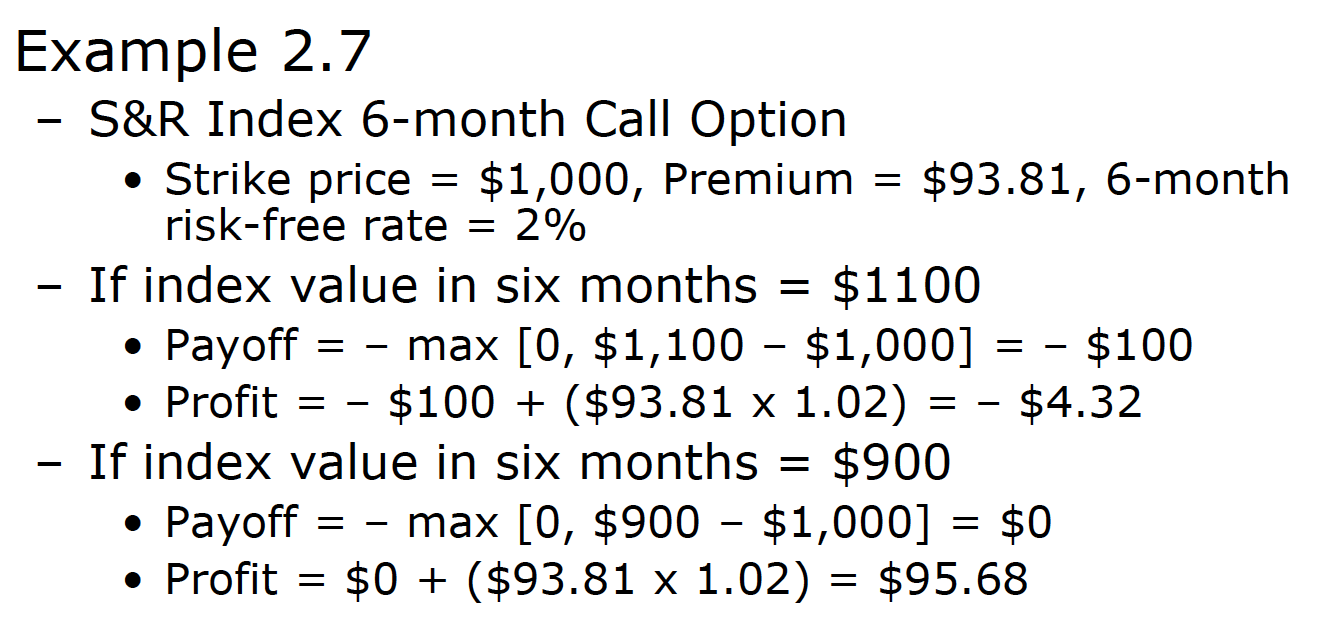 Example 2.7
– S&R Index 6-month Call Option
• Strike price = $1,000, Premium = $93.81, 6-month
risk-free rate = 2%
– If index value in six months = $1100
• Payoff = – max [0, $1,100 – $1,000] = – $100
• Profit = – $100 + ($93.81 x 1.02) = – $4.32
– If index value in six months = $900
• Payoff = – max [0, $900 – $1,000] = $0
• Profit = $0 + ($93.81 x 1.02) = $95.68